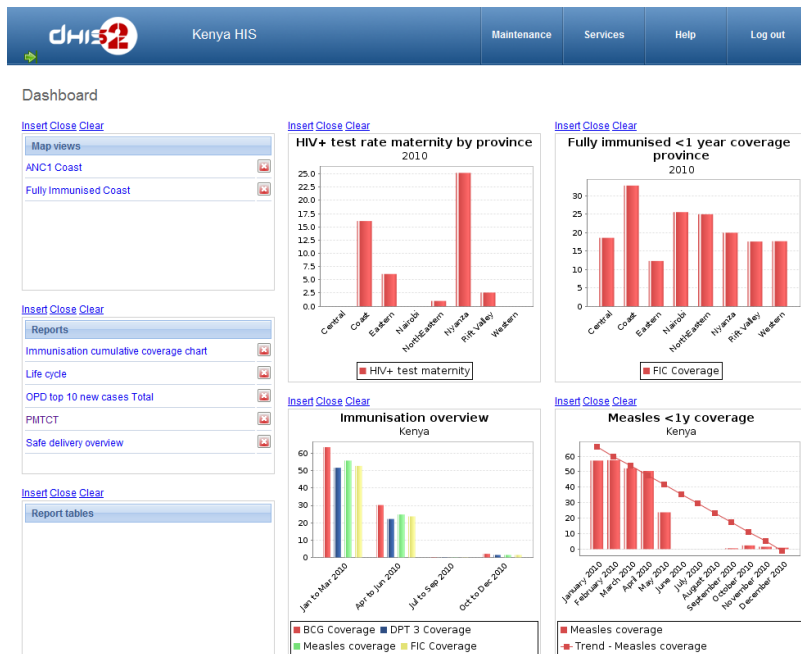 dHIS2 Kenya HIS Maintenance Services Help Log out
Dashboard
Insert Close Clear
Map views
ANC1 Coast
Fully Immunised Coast
Insert Close Clear
HIV+ test rate maternity by province
2010
25.0
22.5
20.0
17.5
15.0
12.5
10.0
7.5
5.0
2.5
0.0
Central Coast Eastern Nairobi NorthEastern Nyanza Rift Valley Western
HIV+ test maternity
Insert Close Clear
Fully immunised <1 year coverage
province
2010
30
25
20
15
10
5
0
Central Coast Eastern Nairobi NorthEastern Nyanza Rift Valley Western
FIC Coverage
Insert Close Clear
Reports
Immunisation cumulative coverage chart
Life cycle
OPD top 10 new cases Total
PMTCT
Safe delivery overview
Insert Close Clear
Immunisation overview
Kenya
60
50
40
30
20
10
0
Jan to Mar 2010 Apr to Jun 2010 Jul to Sep 2010 Oct to Dec 2010
BCG Coverage DPT 3 Coverage
Measles coverage FIC Coverage
Insert Close Clear
Measles <1y coverage
Kenya
60
50
40
30
20
10
0
January 2010 February 2010 March 2010 April 2010 May 2010 June 2010 July 2010 August 2010 September 2010 October 2010 November 2010 December 2010
Measles coverage
Trend - Measles coverage
Insert Close Clear
Report tables